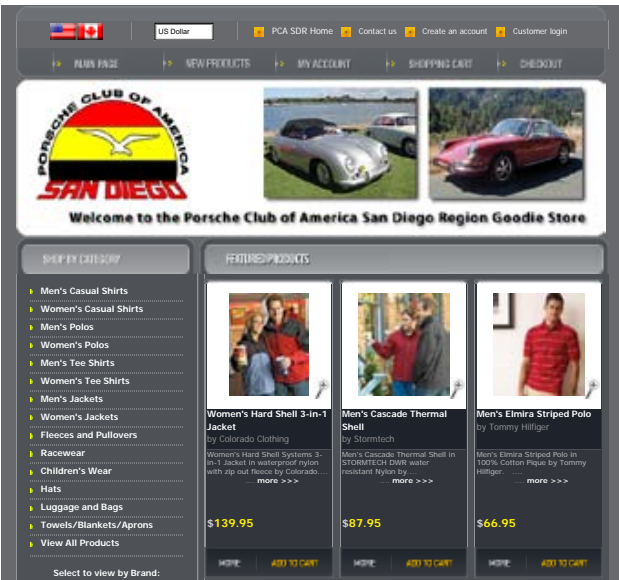 US Dollar
PCA SDR Home
Contact us
Create an account
Customer login
MAIN PAGE
NEW PRODUCTS
MY ACCOUNT
SHOPPING CART
CHECKOUT
PORSCHE CLUB OF AMERICA
SAN DIEGO
Welcome to the Porsche Club of America San Diego Region Goodie Store
SHOP BY CATEGORY
Men's Casual Shirts
Women's Casual Shirts
Men's Polos
Women's Polos
Men's Tee Shirts
Women's Tee Shirts
Men's Jackets
Women's Jackets
Fleeces and Pullovers
Racewear
Children's Wear
Hats
Luggage and Bags
Towels/Blankets/Aprons
View All Products
Select to view by Brand:
FEATURED PRODUCTS
Women's Hard Shell 3-in-1
Jacket
by Colorado Clothing
Women's Hard Shell Systems 3-
in-1 Jacket in waterproof nylon
with zip out fleece by Colorado....
.... more >>>
$139.95
MORE
ADD TO CART
Men's Cascade Thermal
Shell
by Stormtech
Men's Cascade Thermal Shell in
STORMTECH DWR water
resistant Nylon by....
.... more >>>
$87.95
MORE
ADD TO CART
Men's Elmira Striped Polo
by Tommy Hilfiger
Men's Elmira Striped Polo in
100% Cotton Pique by Tommy
Hilfiger. ....
.... more >>>
$66.95
MORE
ADD TO CART